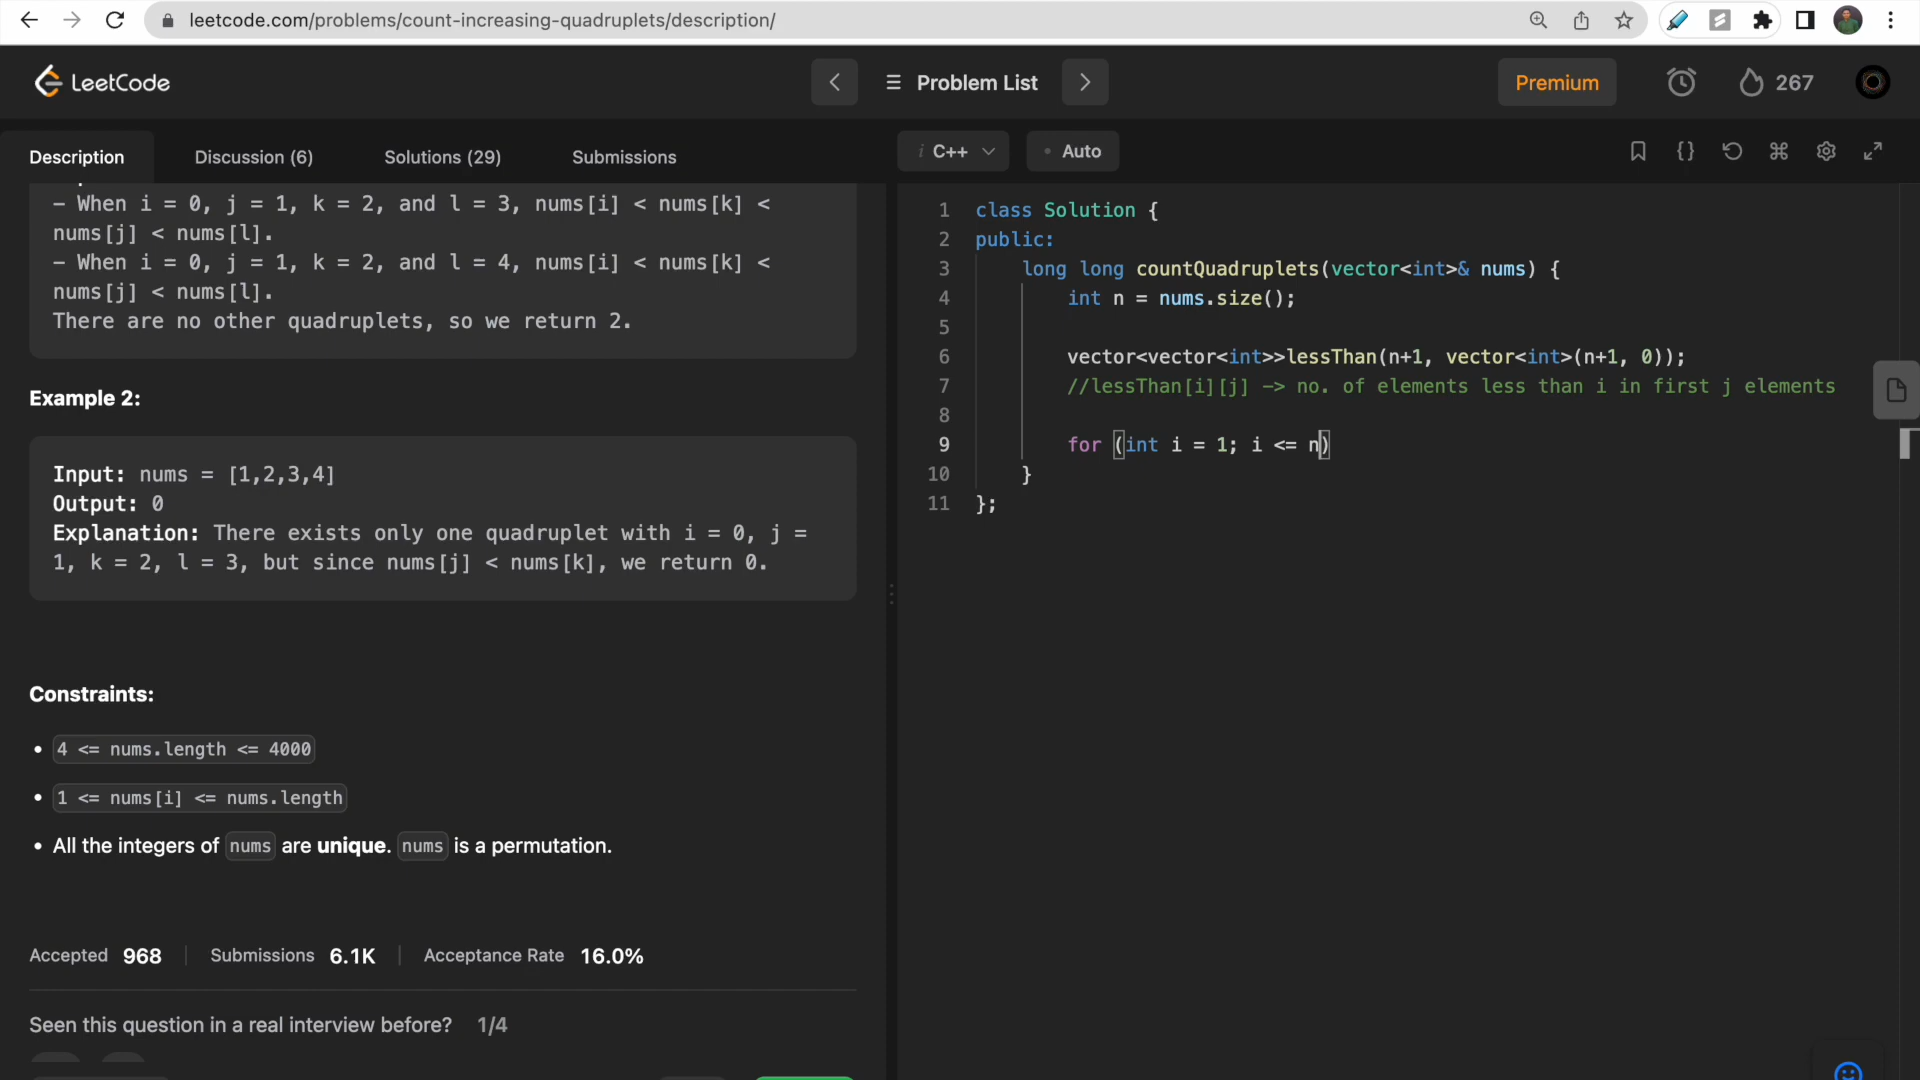 leetcode.com/problems/count-increasing-quadruplets/description/
LeetCode
Problem List
Premium
267
Description
Discussion (6)
Solutions (29)
Submissions
i C++
Auto
- When i = 0, j = 1, k = 2, and l = 3, nums[i] < nums[k] <
nums[j] < nums[l].
- When i = 0, j = 1, k = 2, and l = 4, nums[i] < nums[k] <
nums[j] < nums[l].
There are no other quadruplets, so we return 2.
Example 2:
Input: nums = [1,2,3,4]
Output: 0
Explanation: There exists only one quadruplet with i = 0, j =
1, k = 2, l = 3, but since nums[j] < nums[k], we return 0.
Constraints:
• 4 <= nums.length <= 4000
• 1 <= nums[i] <= nums.length
• All the integers of nums are unique. nums is a permutation.
Accepted 968 | Submissions 6.1K | Acceptance Rate 16.0%
Seen this question in a real interview before? 1/4
1 class Solution {
2 public:
3 long long countQuadruplets(vector<int>& nums) {
4 int n = nums.size();
5
6 vector<vector<int>>lessThan(n+1, vector<int>(n+1, 0));
7 //lessThan[i][j] -> no. of elements less than i in first j elements
8
9 for (int i = 1; i <= n)
10 }
11 };